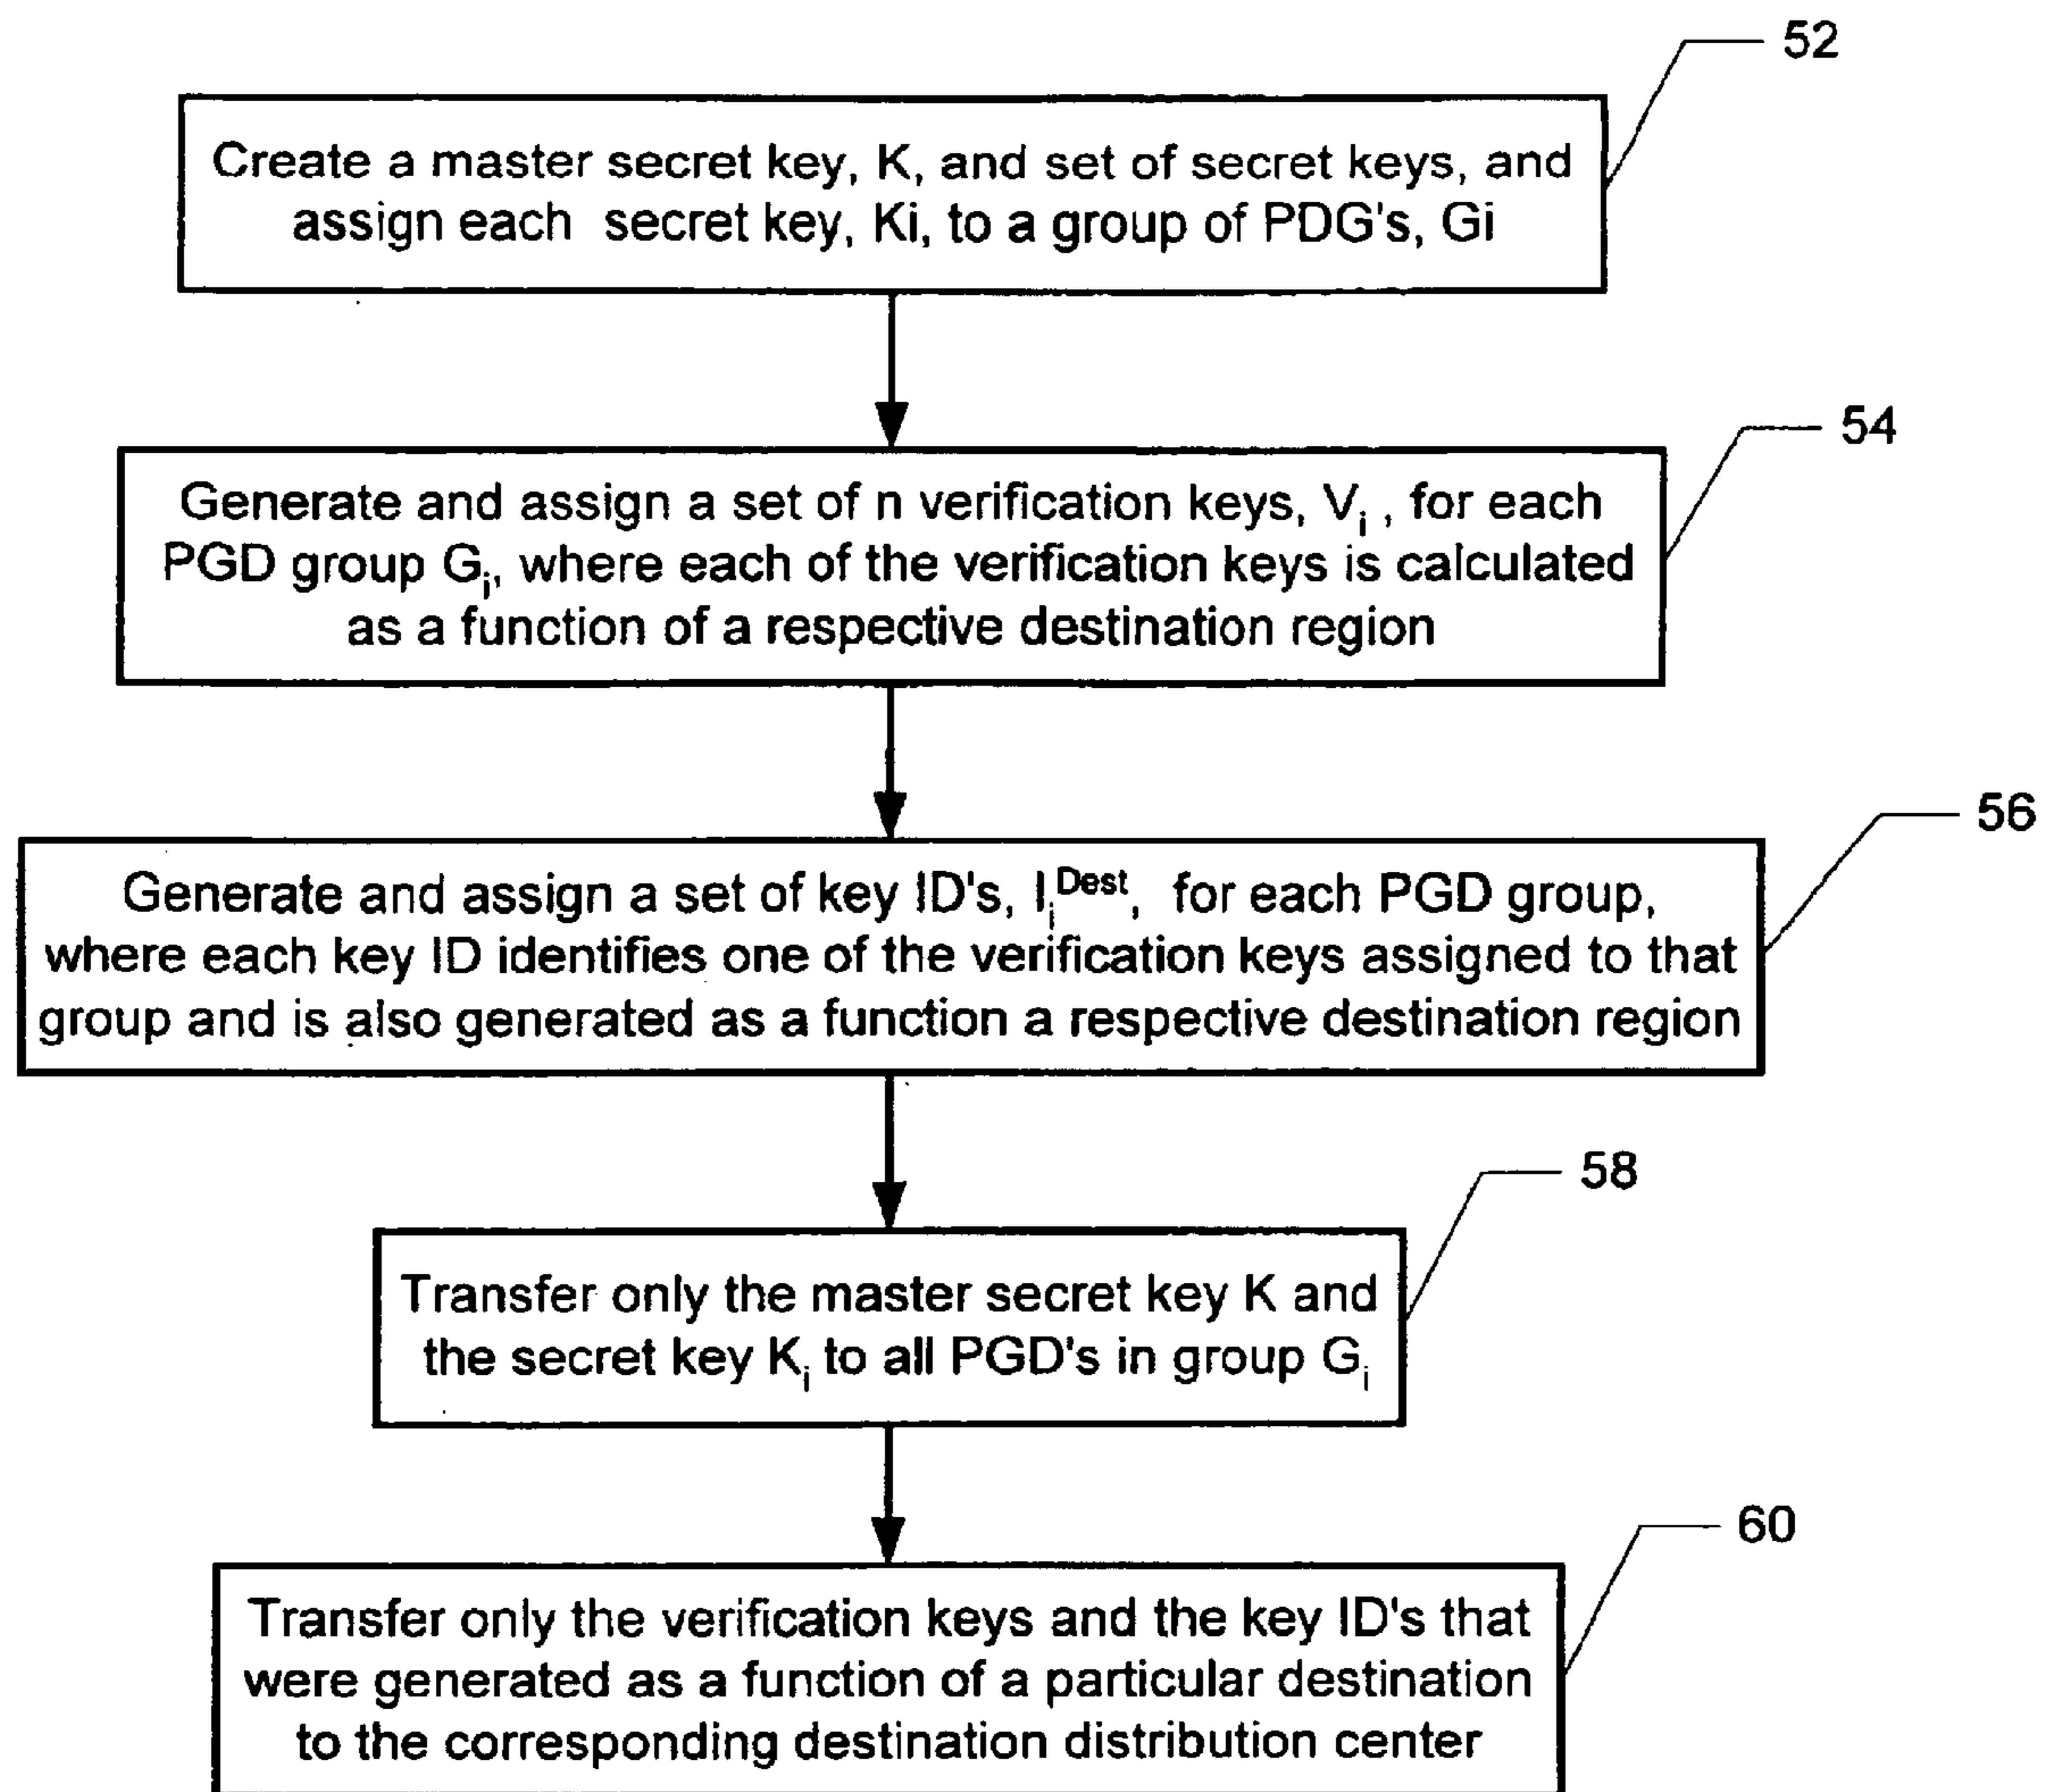 52
Create a master secret key, K, and set of secret keys, and
assign each secret key, Ki, to a group of PDG's, Gi
54
Generate and assign a set of n verification keys, Vi , for each
PGD group Gi, where each of the verification keys is calculated
as a function of a respective destination region
56
Generate and assign a set of key ID's, Ii^Dest, for each PGD group,
where each key ID identifies one of the verification keys assigned to that
group and is also generated as a function a respective destination region
58
Transfer only the master secret key K and
the secret key Ki to all PGD's in group Gi
60
Transfer only the verification keys and the key ID's that
were generated as a function of a particular destination
to the corresponding destination distribution center